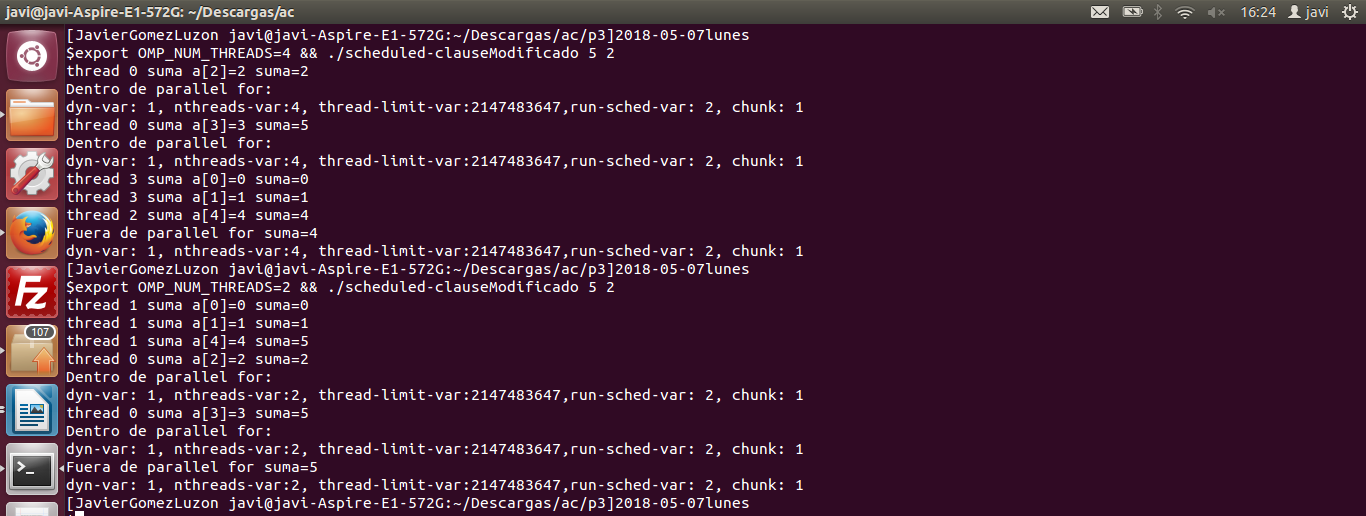 javi@javi-Aspire-E1-572G: ~/Descargas/ac
16:24
javi
[JavierGomezLuzon javi@javi-Aspire-E1-572G:~/Descargas/ac/p3]2018-05-07lunes
$export OMP_NUM_THREADS=4 && ./scheduled-clauseModificado 5 2
thread 0 suma a[2]=2 suma=2
Dentro de parallel for:
dyn-var: 1, nthreads-var:4, thread-limit-var:2147483647,run-sched-var: 2, chunk: 1
thread 0 suma a[3]=3 suma=5
Dentro de parallel for:
dyn-var: 1, nthreads-var:4, thread-limit-var:2147483647,run-sched-var: 2, chunk: 1
thread 3 suma a[0]=0 suma=0
thread 3 suma a[1]=1 suma=1
thread 2 suma a[4]=4 suma=4
Fuera de parallel for suma=4
dyn-var: 1, nthreads-var:4, thread-limit-var:2147483647,run-sched-var: 2, chunk: 1
[JavierGomezLuzon javi@javi-Aspire-E1-572G:~/Descargas/ac/p3]2018-05-07lunes
$export OMP_NUM_THREADS=2 && ./scheduled-clauseModificado 5 2
thread 1 suma a[0]=0 suma=0
thread 1 suma a[1]=1 suma=1
thread 1 suma a[4]=4 suma=5
thread 0 suma a[2]=2 suma=2
Dentro de parallel for:
dyn-var: 1, nthreads-var:2, thread-limit-var:2147483647,run-sched-var: 2, chunk: 1
thread 0 suma a[3]=3 suma=5
Dentro de parallel for:
dyn-var: 1, nthreads-var:2, thread-limit-var:2147483647,run-sched-var: 2, chunk: 1
Fuera de parallel for suma=5
dyn-var: 1, nthreads-var:2, thread-limit-var:2147483647,run-sched-var: 2, chunk: 1
[JavierGomezLuzon javi@javi-Aspire-E1-572G:~/Descargas/ac/p3]2018-05-07lunes
Fz
107
>_